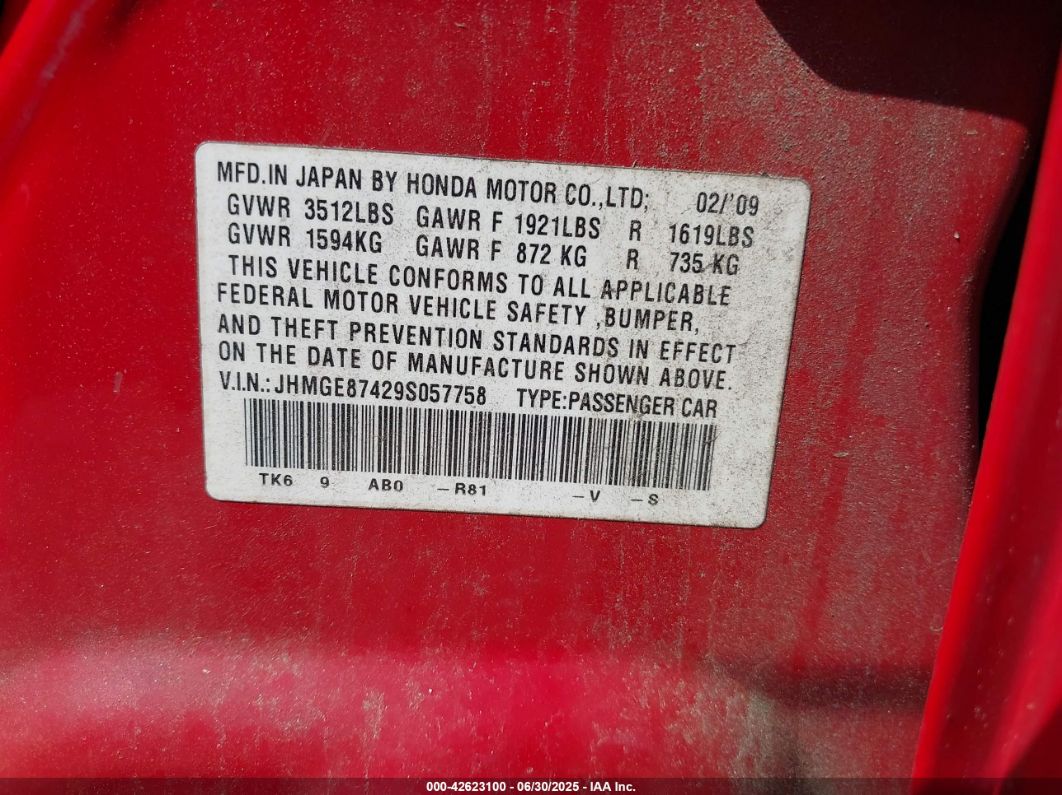 MFD.IN JAPAN BY HONDA MOTOR CO.,LTD; 02/'09
GVWR 3512LBS GAWR F 1921LBS R 1619LBS
GVWR 1594KG GAWR F 872 KG R 735 KG
THIS VEHICLE CONFORMS TO ALL APPLICABLE
FEDERAL MOTOR VEHICLE SAFETY ,BUMPER,
AND THEFT PREVENTION STANDARDS IN EFFECT
ON THE DATE OF MANUFACTURE SHOWN ABOVE.
V.I.N.: JHMGE87429S057758 TYPE:PASSENGER CAR
TK6 9 AB0 –R81 –V –S
000-42623100 - 06/30/2025 - IAA Inc.